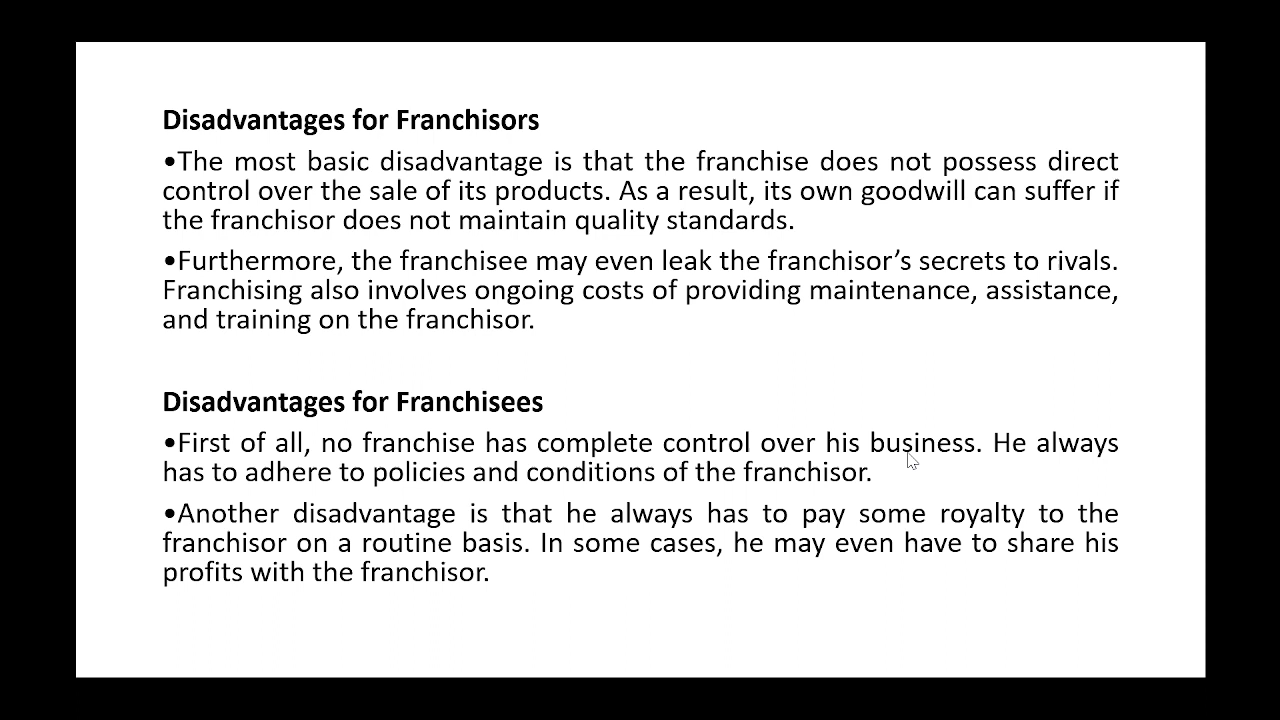 Disadvantages for Franchisors
•The most basic disadvantage is that the franchise does not possess direct
control over the sale of its products. As a result, its own goodwill can suffer if
the franchisor does not maintain quality standards.
•Furthermore, the franchisee may even leak the franchisor’s secrets to rivals.
Franchising also involves ongoing costs of providing maintenance, assistance,
and training on the franchisor.
Disadvantages for Franchisees
•First of all, no franchise has complete control over his business. He always
has to adhere to policies and conditions of the franchisor.
•Another disadvantage is that he always has to pay some royalty to the
franchisor on a routine basis. In some cases, he may even have to share his
profits with the franchisor.